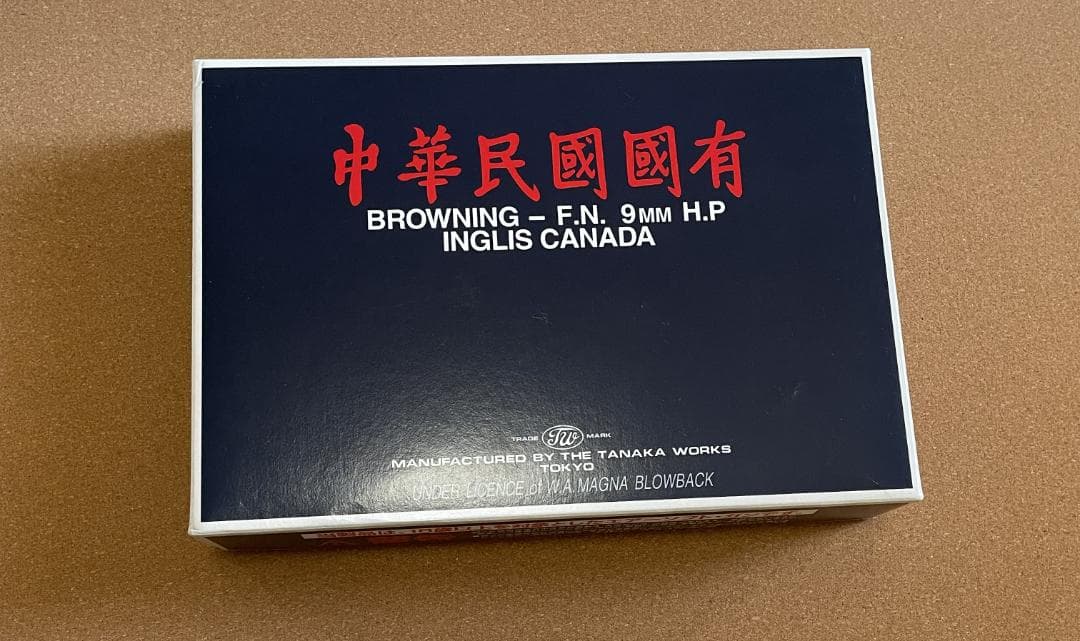 中華民國國有
BROWNING – F.N. 9MM H.P
INGLIS CANADA
TRADE TW MARK
MANUFACTURED BY THE TANAKA WORKS
TOKYO
UNDER LICENCE of W.A. MAGNA BLOWBACK